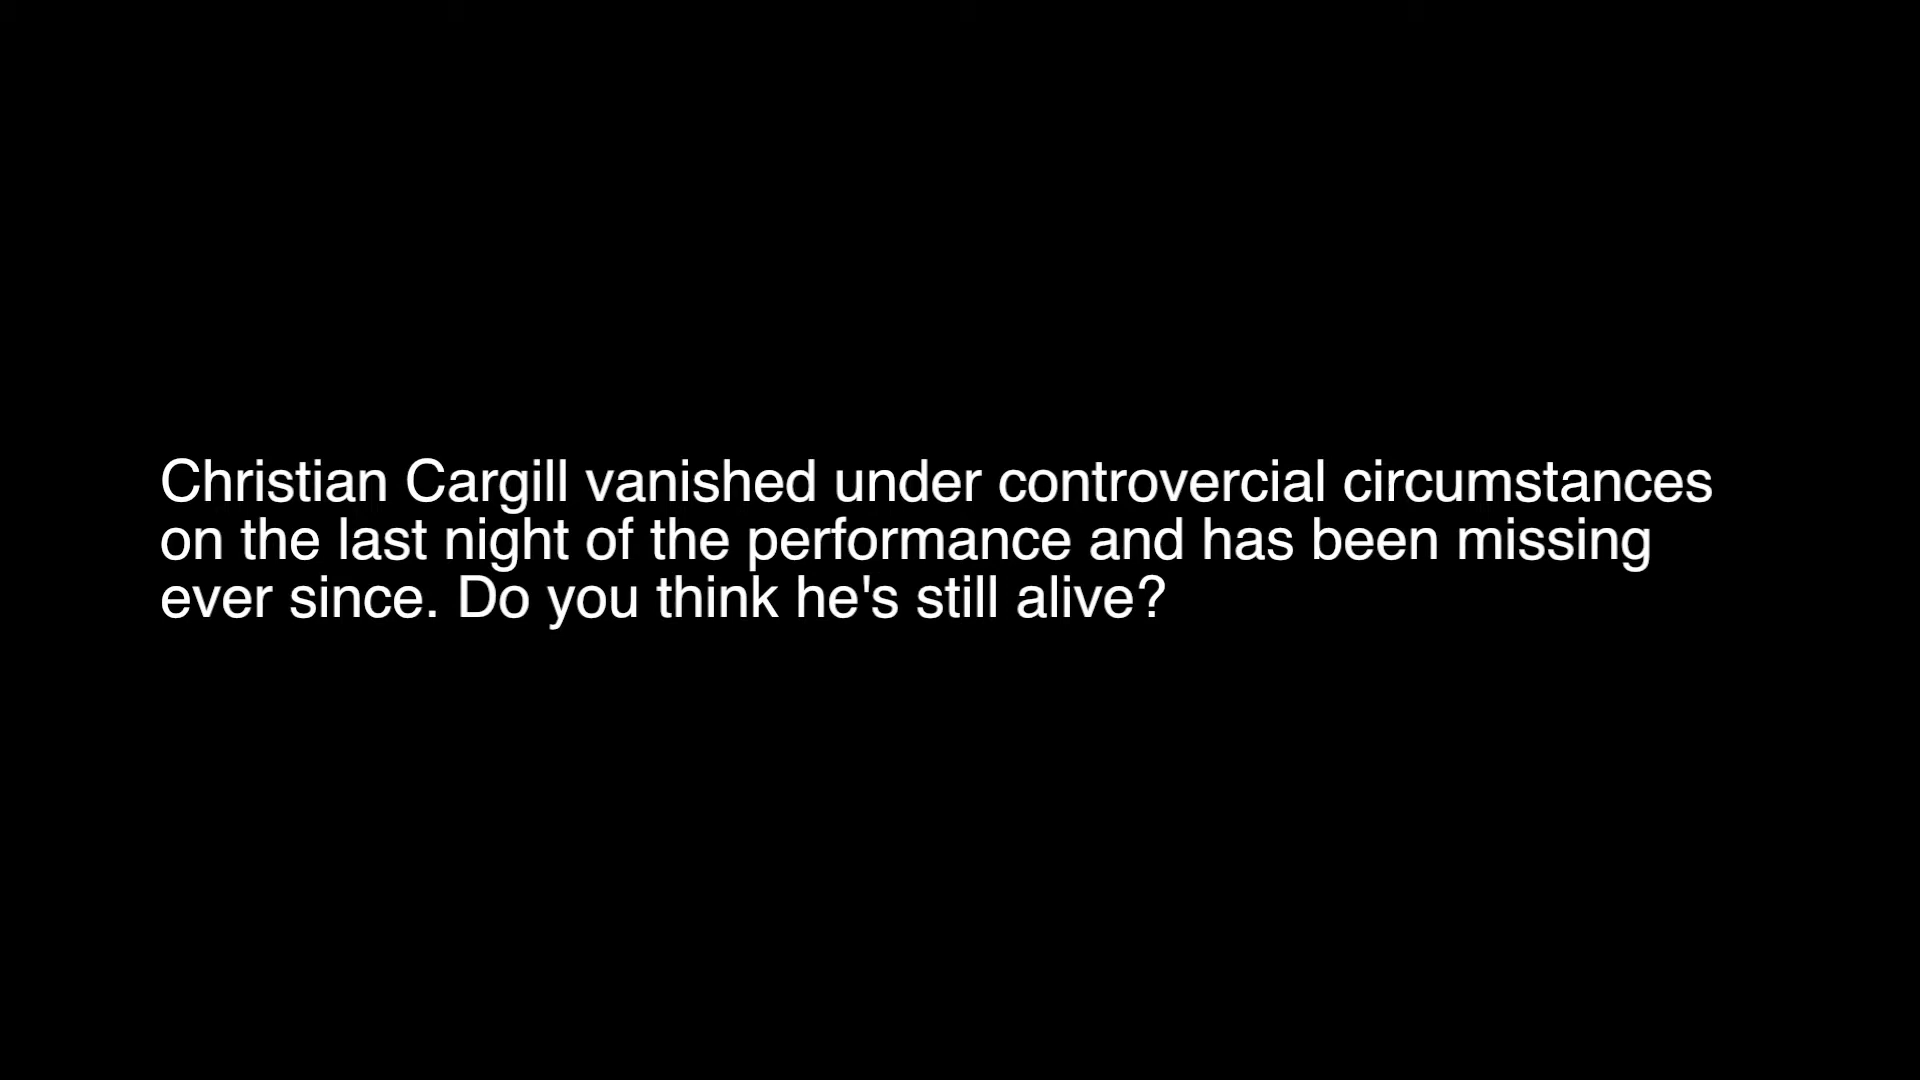 Christian Cargill vanished under controvercial circumstances
on the last night of the performance and has been missing
ever since. Do you think he's still alive?